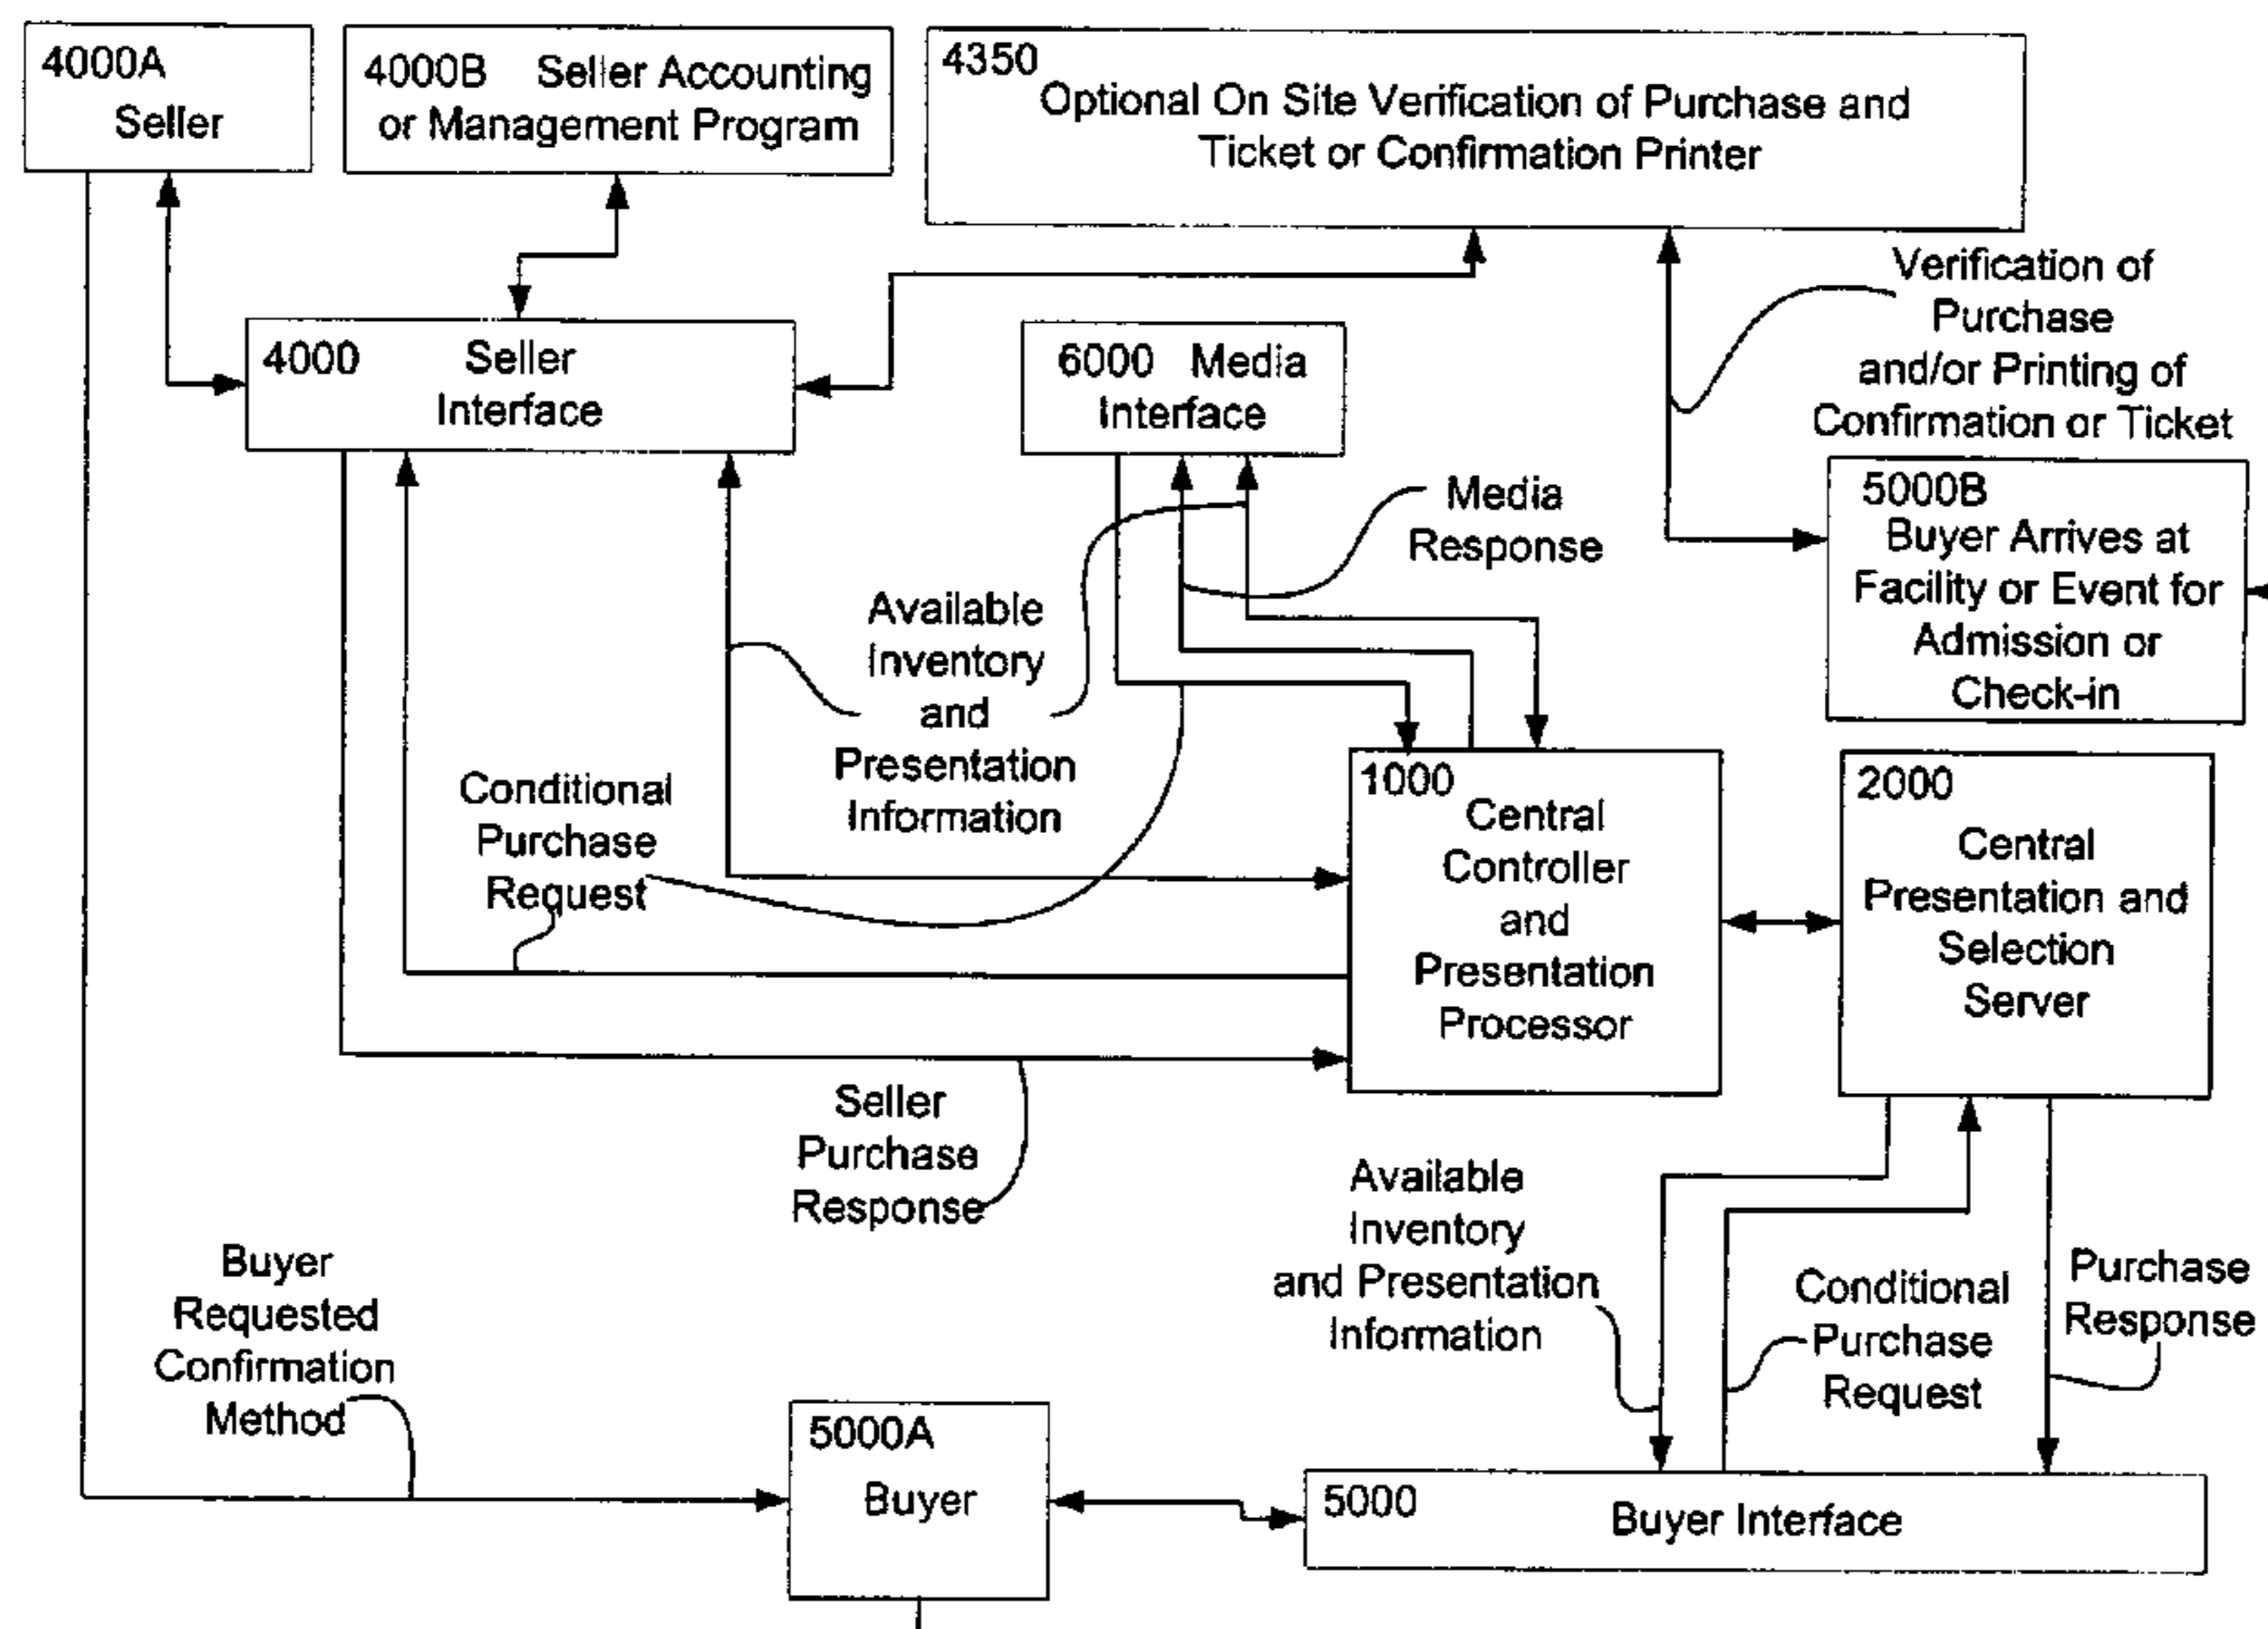 4000A
Seller
4000B Seller Accounting
or Management Program
4350
Optional On Site Verification of Purchase and
Ticket or Confirmation Printer
Verification of
Purchase
and/or Printing of
Confirmation or Ticket
4000 Seller
Interface
6000 Media
Interface
Media
Response
5000B
Buyer Arrives at
Facility or Event for
Admission or
Check-in
Available
Inventory
and
Presentation
Information
Conditional
Purchase
Request
1000
Central
Controller
and
Presentation
Processor
2000
Central
Presentation and
Selection
Server
Seller
Purchase
Response
Available
Inventory
and Presentation
Information
Conditional
Purchase
Request
Purchase
Response
Buyer
Requested
Confirmation
Method
5000A
Buyer
5000 Buyer Interface